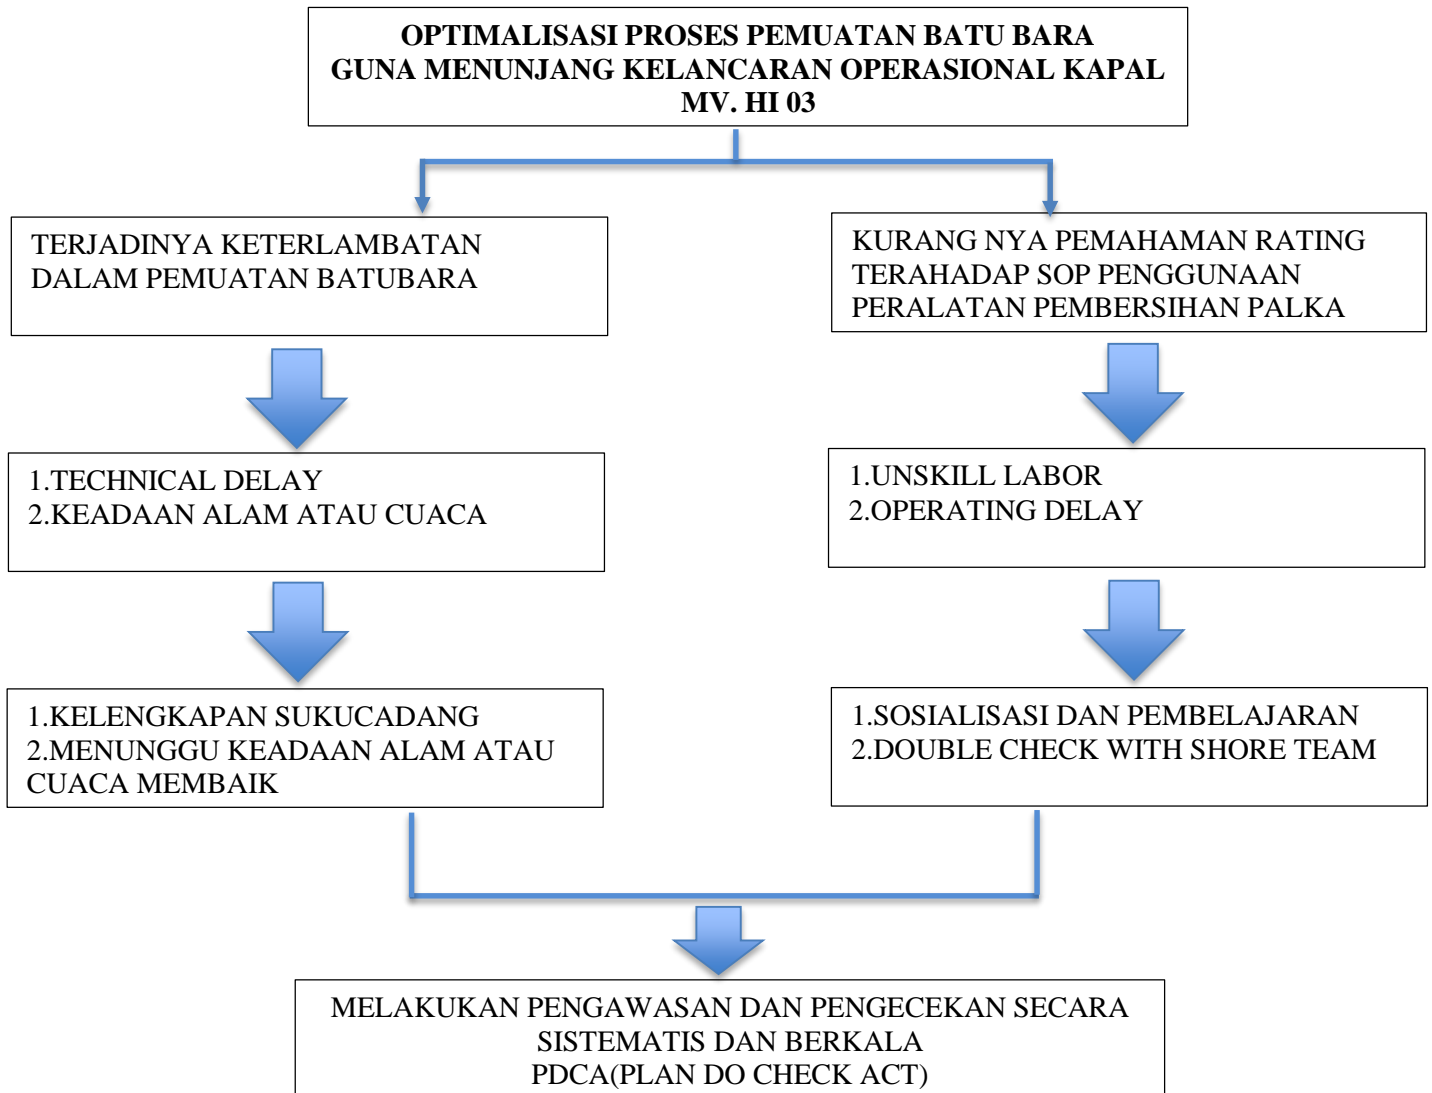 OPTIMALISASI PROSES PEMUATAN BATU BARA
GUNA MENUNJANG KELANCARAN OPERASIONAL KAPAL
MV. HI 03
TERJADINYA KETERLAMBATAN
DALAM PEMUATAN BATUBARA
KURANG NYA PEMAHAMAN RATING
TERAHADAP SOP PENGGUNAAN
PERALATAN PEMBERSIHAN PALKA
1.TECHNICAL DELAY
2.KEADAAN ALAM ATAU CUACA
1.UNSKILL LABOR
2.OPERATING DELAY
1.KELENGKAPAN SUKUCADANG
2.MENUNGGU KEADAAN ALAM ATAU
CUACA MEMBAIK
1.SOSIALISASI DAN PEMBELAJARAN
2.DOUBLE CHECK WITH SHORE TEAM
MELAKUKAN PENGAWASAN DAN PENGECEKAN SECARA
SISTEMATIS DAN BERKALA
PDCA(PLAN DO CHECK ACT)